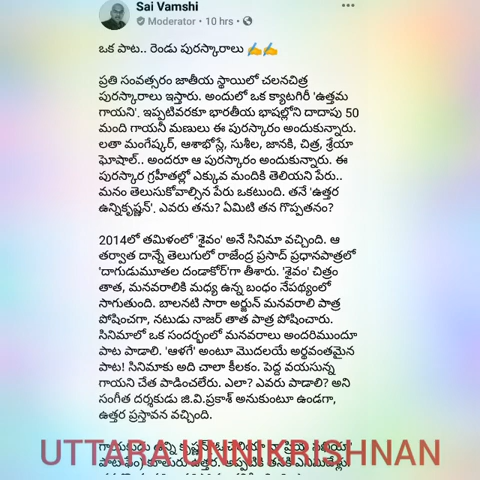 Sai Vamshi
Moderator • 10 hrs •
ఒక పాట.. రెండు పురస్కారాలు ✍✍
ప్రతి సంవత్సరం జాతీయ స్థాయిలో చలనచిత్ర
పురస్కారాలు ఇస్తారు. అందులో ఒక క్యాటగిరీ 'ఉత్తమ
గాయని'. ఇప్పటివరకూ భారతీయ భాషల్లోని దాదాపు 50
మంది గాయనీ మణులు ఈ పురస్కారం అందుకున్నారు.
లతా మంగేష్కర్, ఆశాభోస్లే, సుశీల, జానకి, చిత్ర, శ్రేయా
ఘోషాల్.. అందరూ ఆ పురస్కారం అందుకున్నారు. ఈ
పురస్కార గ్రహీతల్లో ఎక్కువ మందికి తెలియని పేరు..
మనం తెలుసుకోవాల్సిన పేరు ఒకటుంది. తనే 'ఉత్తర
ఉన్నికృష్ణన్'. ఎవరు తను? ఏమిటి తన గొప్పతనం?
2014లో తమిళంలో 'శైవం' అనే సినిమా వచ్చింది. ఆ
తర్వాత దాన్నే తెలుగులో రాజేంద్ర ప్రసాద్ ప్రధానపాత్రలో
'దాగుడుమూతల దండాకోర్'గా తీశారు. 'శైవం' చిత్రం
తాత, మనవరాలికి మధ్య ఉన్న బంధం నేపథ్యంలో
సాగుతుంది. బాలనటి సారా అర్జున్ మనవరాలి పాత్ర
పోషించగా, నటుడు నాజర్ తాత పాత్ర పోషించారు.
సినిమాలో ఒక సందర్భంలో మనవరాలు అందరిముందూ
పాట పాడాలి. 'ఆళగే' అంటూ మొదలయే అర్థవంతమైన
పాట! సినిమాకు అది చాలా కీలకం. పెద్ద వయసున్న
గాయని చేత పాడించలేరు. ఎలా? ఎవరు పాడాలి? అని
సంగీత దర్శకుడు జి.వి.ప్రకాశ్ అనుకుంటూ ఉండగా,
ఉత్తర ప్రస్తావన వచ్చింది.
UTTARA UNNIKRISHNAN